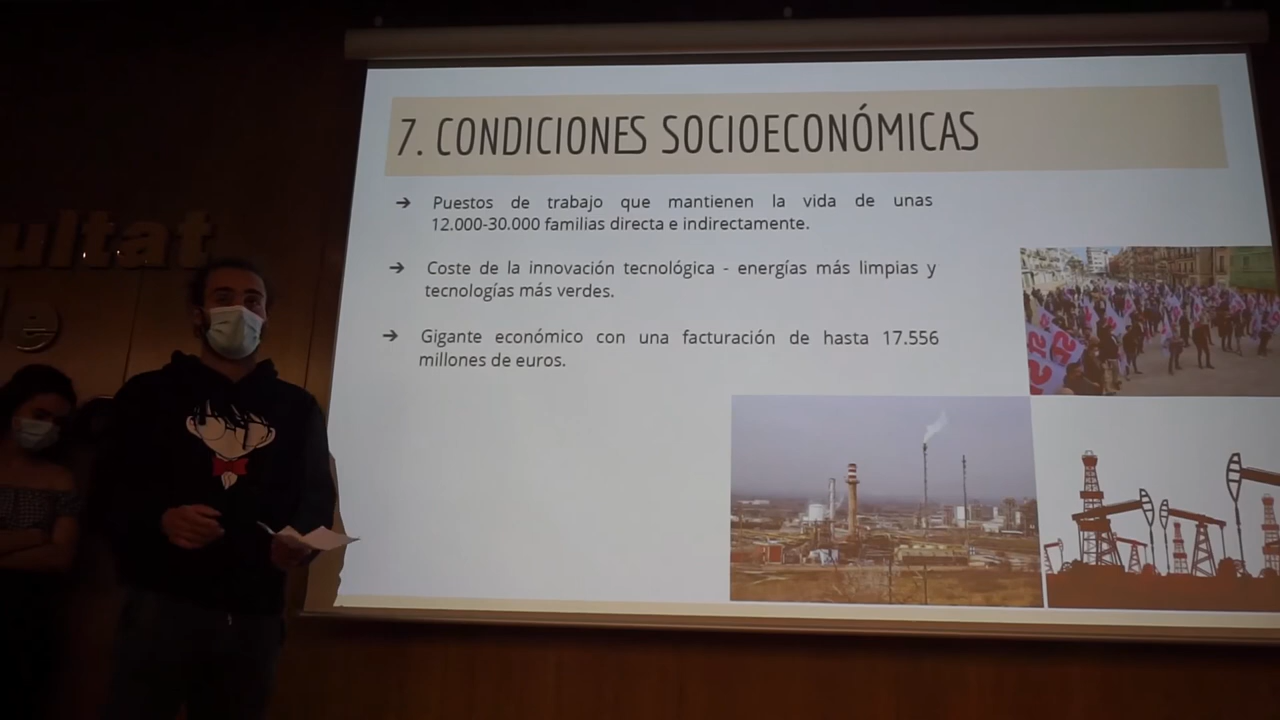 7. CONDICIONES SOCIOECONÓMICAS
➔ Puestos de trabajo que mantienen la vida de unas
12.000-30.000 familias directa e indirectamente.
➔ Coste de la innovación tecnológica - energías más limpias y
tecnologías más verdes.
➔ Gigante económico con una facturación de hasta 17.556
millones de euros.
ultat